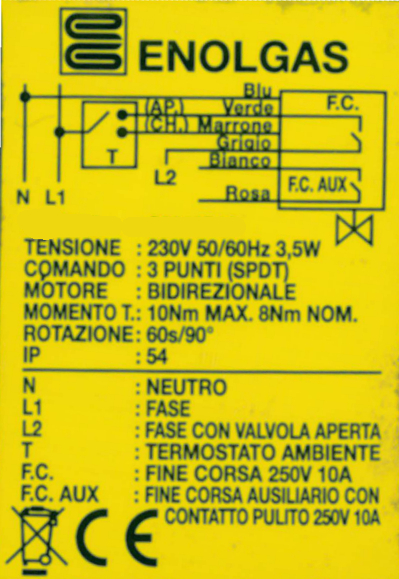 ENOLGAS
Blu
(AP.) Verde F.C.
(CH.) Marrone
Grigio
T
L2 Bianco
N L1 F.C. AUX
Rosa
TENSIONE : 230V 50/60Hz 3,5W
COMANDO : 3 PUNTI (SPDT)
MOTORE : BIDIREZIONALE
MOMENTO T.: 10Nm MAX. 8Nm NOM.
ROTAZIONE: 60s/90°
IP : 54
N : NEUTRO
L1 : FASE
L2 : FASE CON VALVOLA APERTA
T : TERMOSTATO AMBIENTE
F.C. : FINE CORSA 250V 10A
F.C. AUX : FINE CORSA AUSILIARIO CON
CONTATTO PULITO 250V 10A
CE